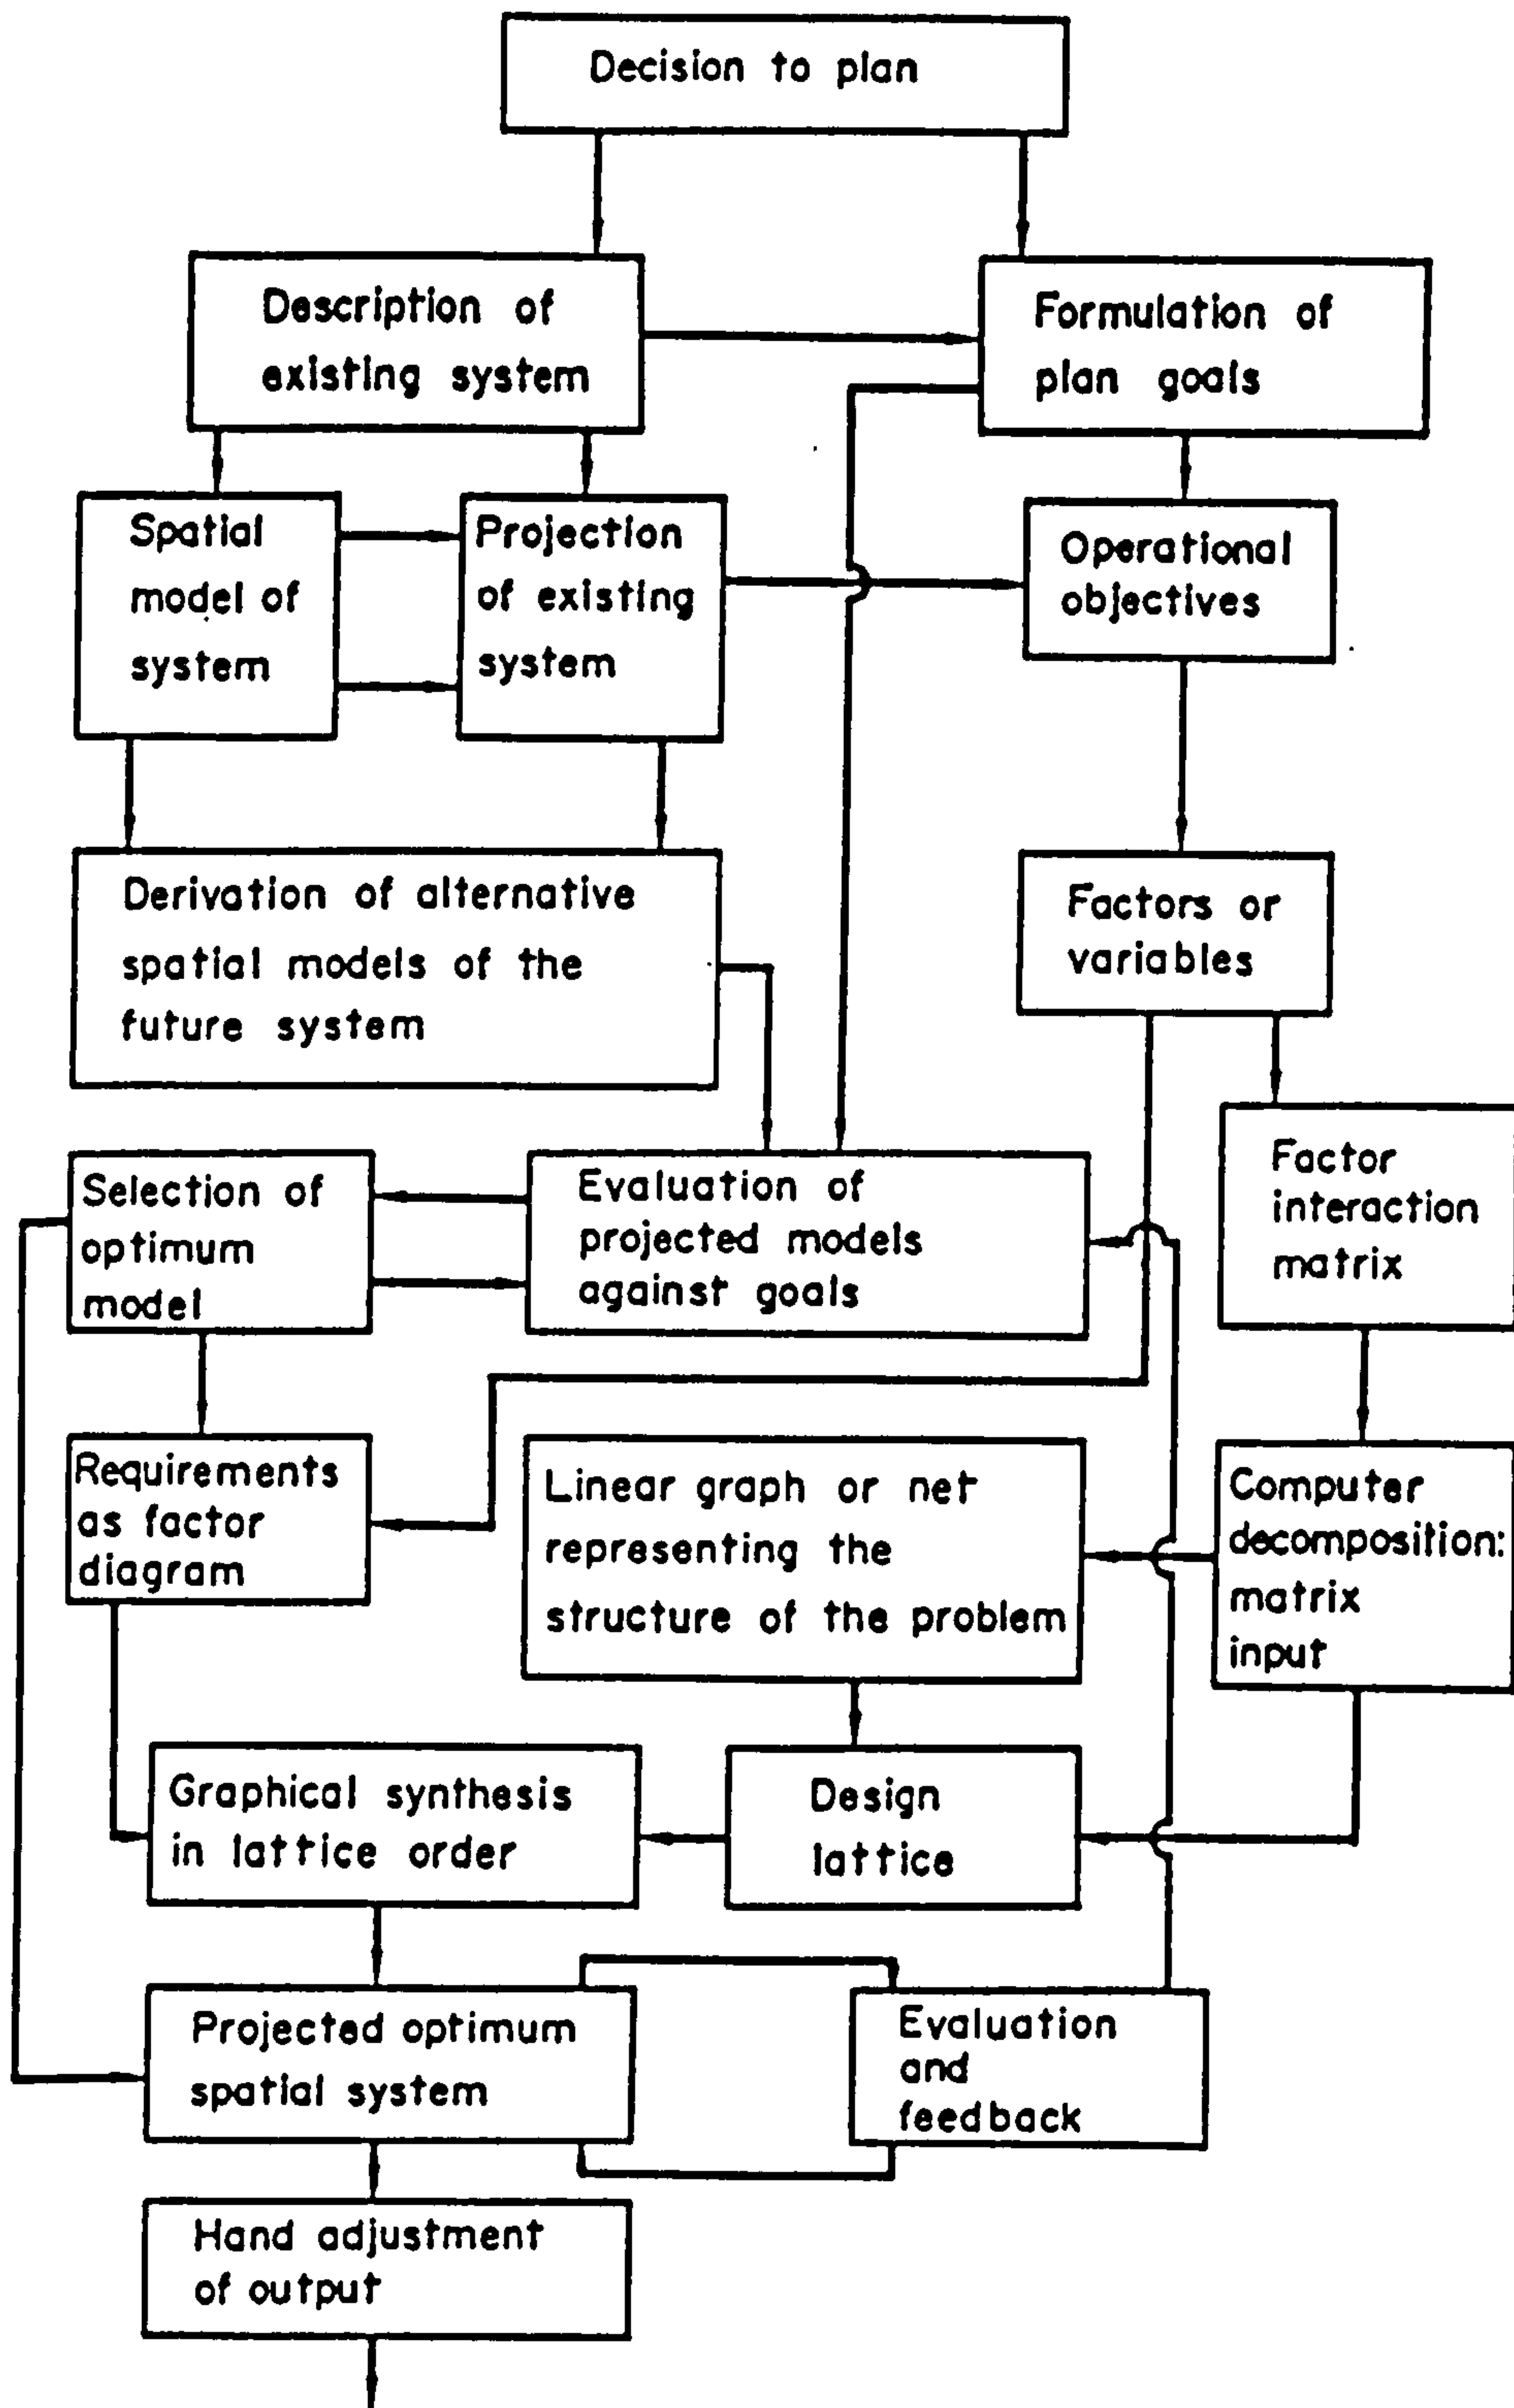 Decision to plan
Description of
existing system
Formulation of
plan goals
Spatial
model of
system
Projection
of existing
system
Operational
objectives
Derivation of alternative
spatial models of the
future system
Factors or
variables
Selection of
optimum
model
Evaluation of
projected models
against goals
Factor
interaction
matrix
Requirements
as factor
diagram
Linear graph or net
representing the
structure of the problem
Computer
decomposition:
matrix
input
Graphical synthesis
in lattice order
Design
lattice
Projected optimum
spatial system
Evaluation
and
feedback
Hand adjustment
of output